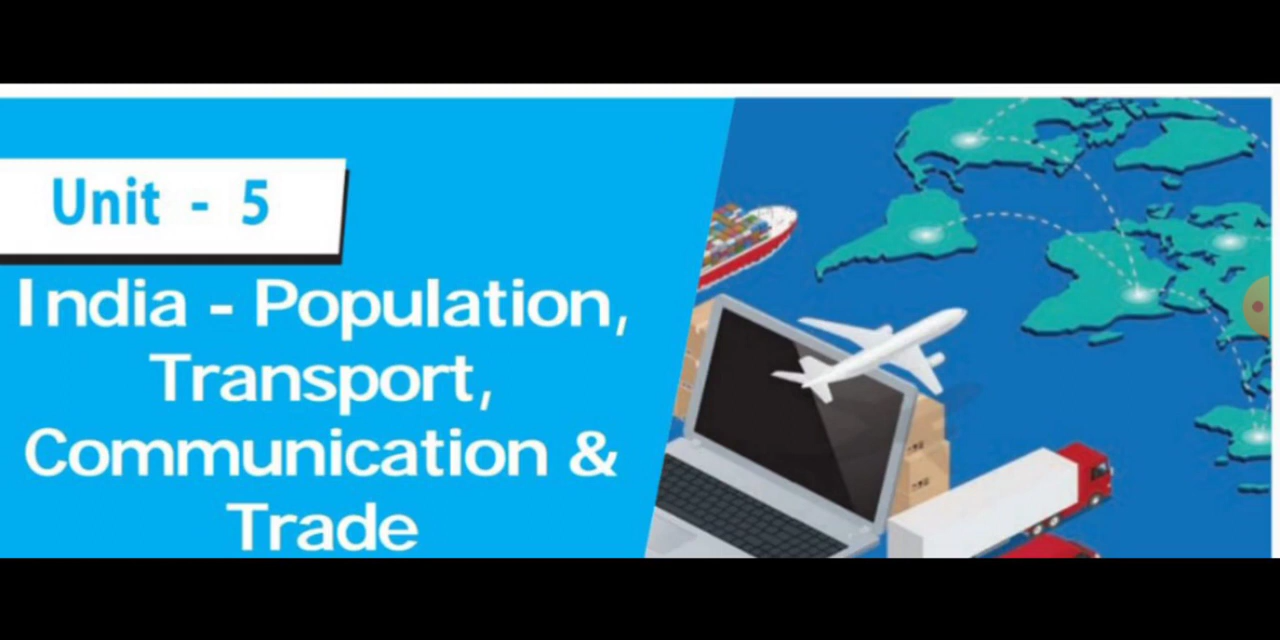 Unit - 5
India - Population,
Transport,
Communication &
Trade